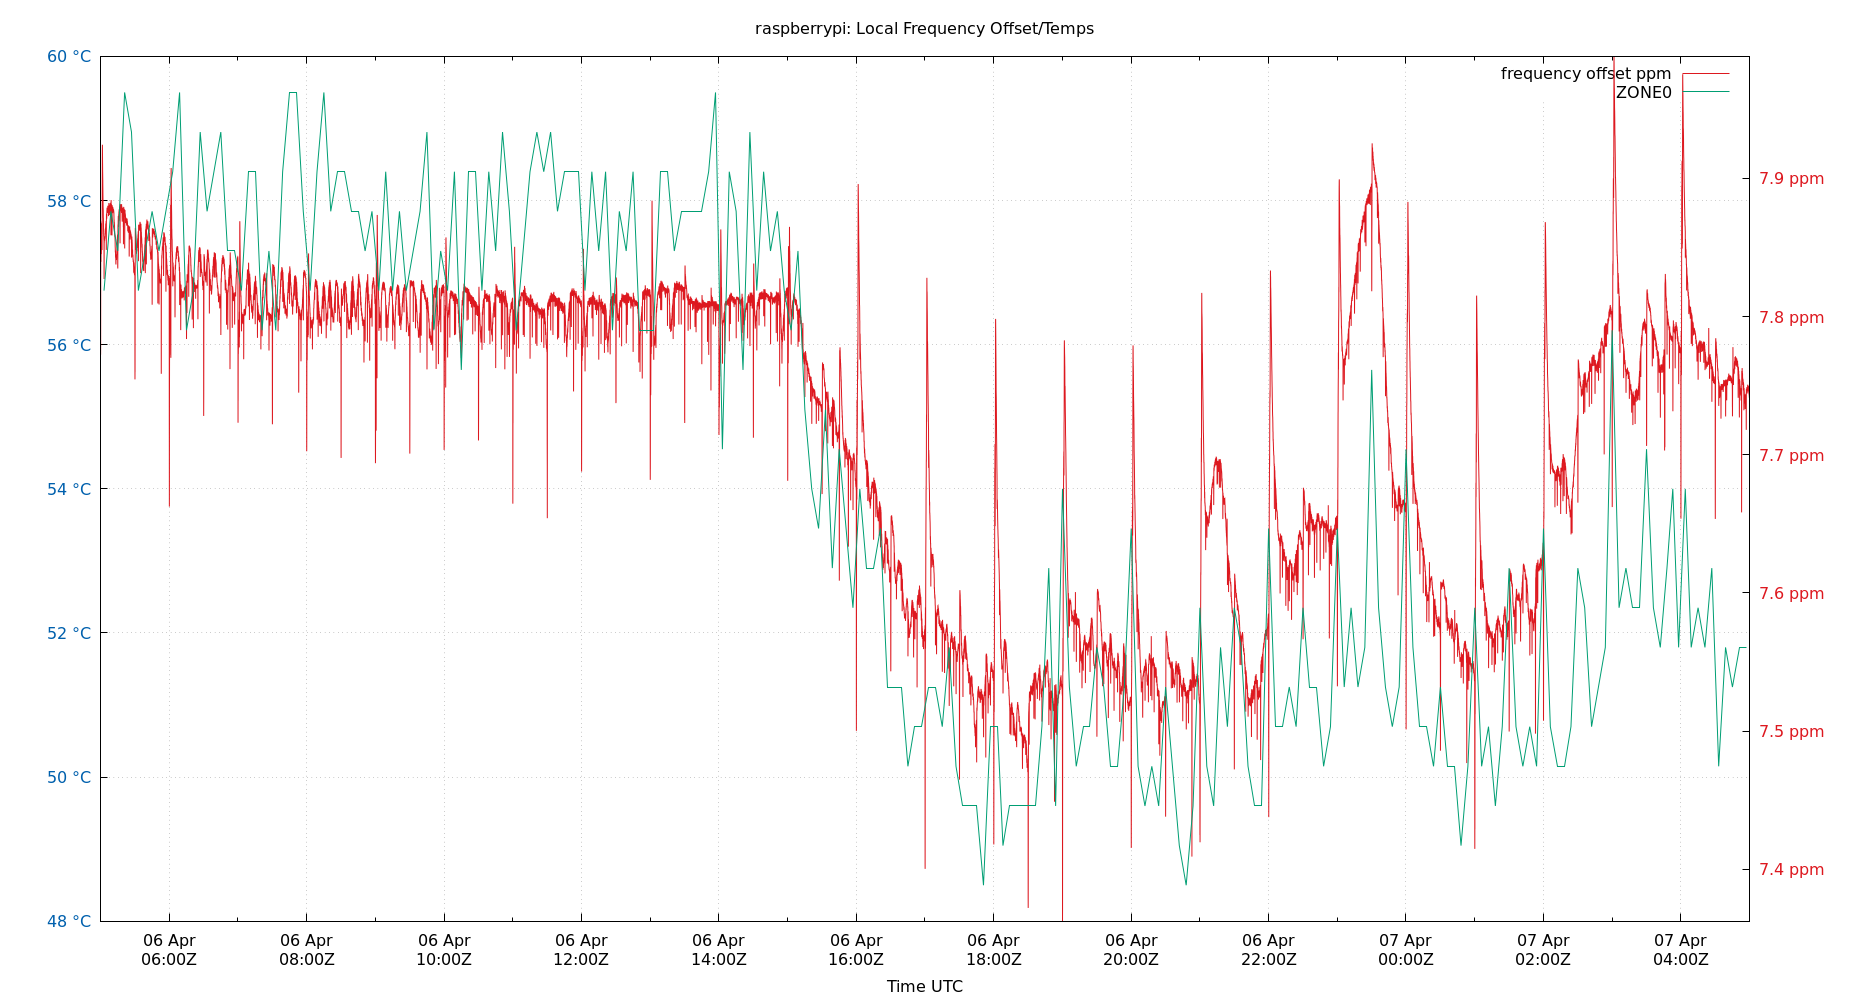 raspberrypi: Local Frequency Offset/Temps
60 °C
58 °C
56 °C
54 °C
52 °C
50 °C
48 °C
frequency offset ppm
ZONE0
7.9 ppm
7.8 ppm
7.7 ppm
7.6 ppm
7.5 ppm
7.4 ppm
06 Apr
06:00Z
06 Apr
08:00Z
06 Apr
10:00Z
06 Apr
12:00Z
06 Apr
14:00Z
06 Apr
16:00Z
06 Apr
18:00Z
06 Apr
20:00Z
06 Apr
22:00Z
07 Apr
00:00Z
07 Apr
02:00Z
07 Apr
04:00Z
Time UTC